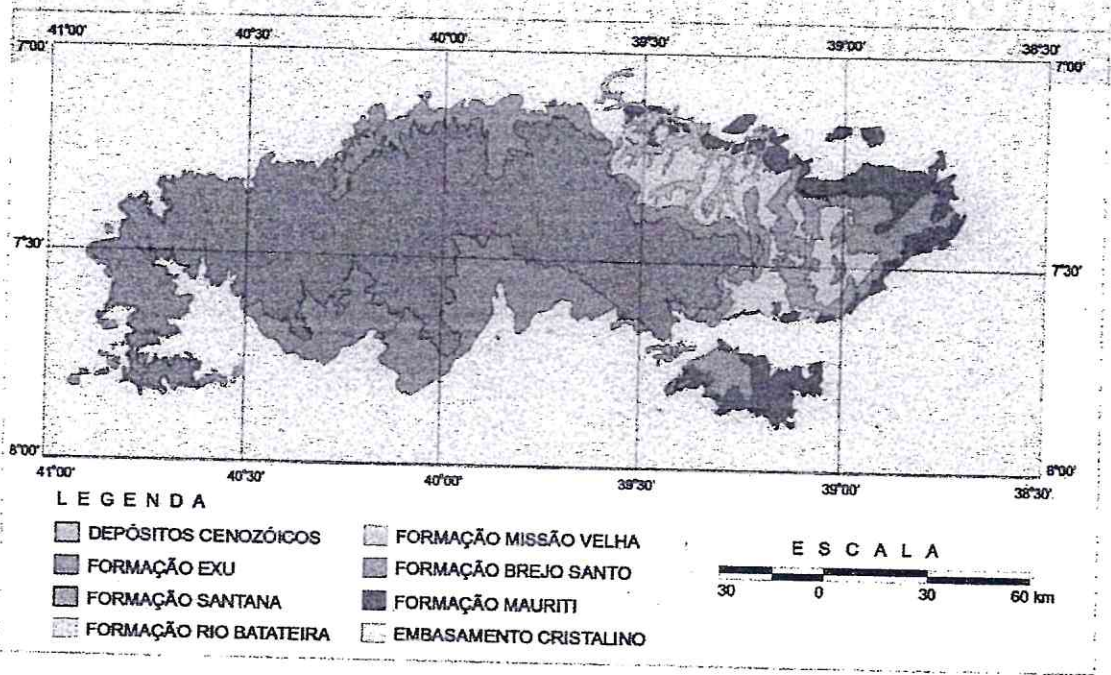 41°00' 40°30' 40°00' 39°30' 39°00' 38°30'
7°00' 7°00'
7°30' 7°30'
8°00' 8°00'
41°00' 40°30' 40°00' 39°30' 39°00' 38°30'
LEGENDA
DEPÓSITOS CENOZÓICOS
FORMAÇÃO EXU
FORMAÇÃO SANTANA
FORMAÇÃO RIO BATATEIRA
FORMAÇÃO MISSÃO VELHA
FORMAÇÃO BREJO SANTO
FORMAÇÃO MAURITI
EMBASAMENTO CRISTALINO
ESCALA
30 0 30 60 km